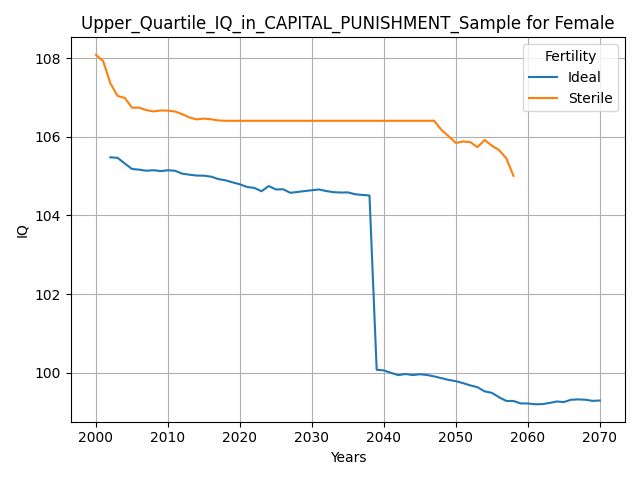 Upper_Quartile_IQ_in_CAPITAL_PUNISHMENT_Sample for Female
Fertility
Ideal
Sterile
108
106
104
102
100
IQ
2000 2010 2020 2030 2040 2050 2060 2070
Years